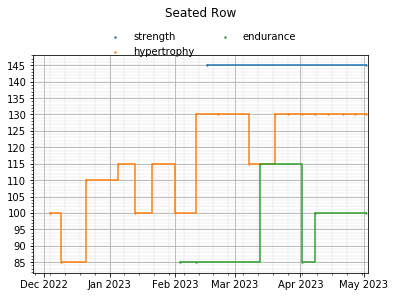 Seated Row
strength
hypertrophy
endurance
145
140
135
130
125
120
115
110
105
100
95
90
85
Dec 2022
Jan 2023
Feb 2023
Mar 2023
Apr 2023
May 2023